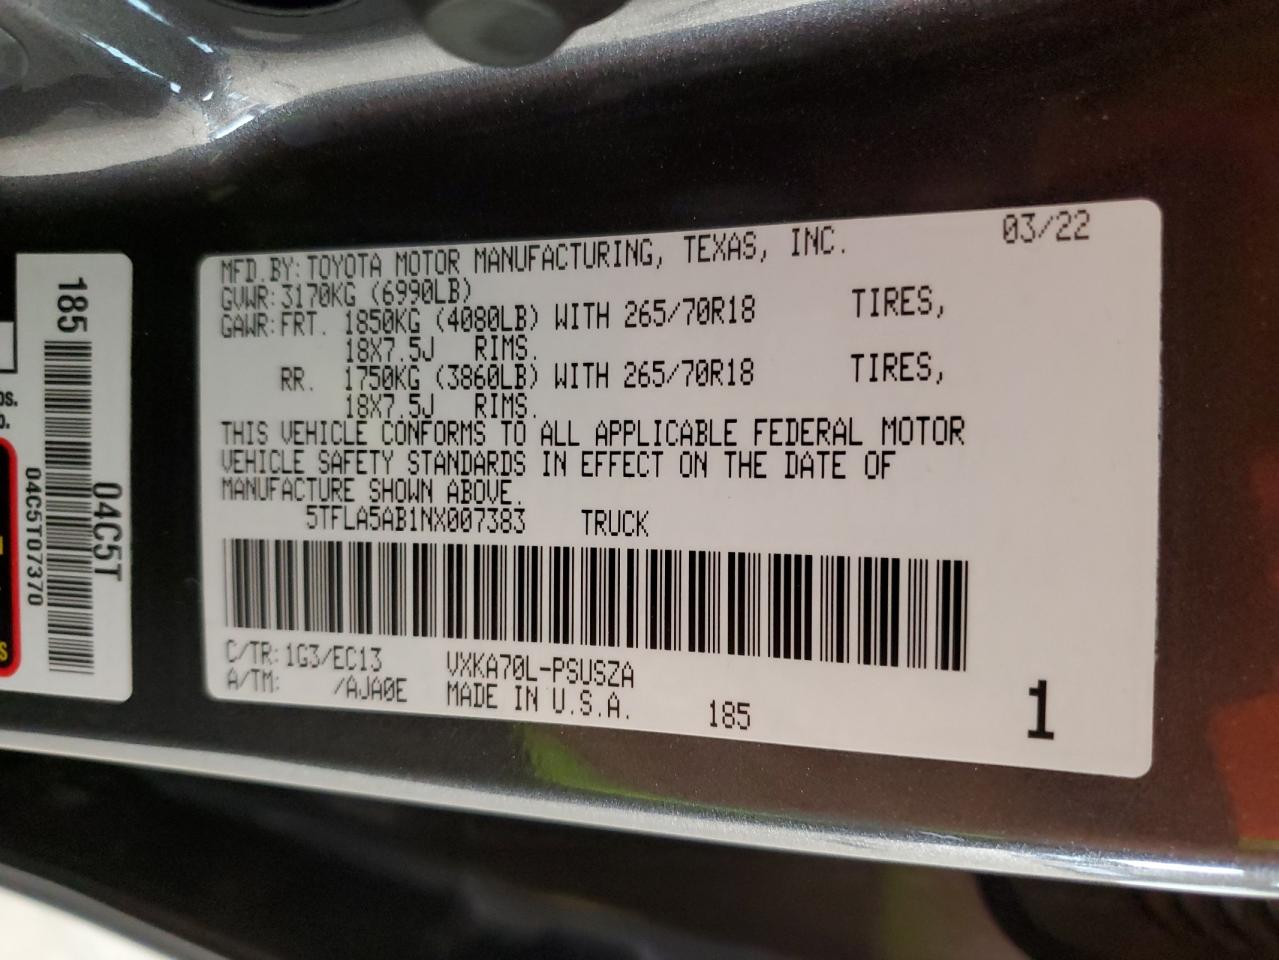 03/22
MFD.BY: TOYOTA MOTOR MANUFACTURING, TEXAS, INC.
GVWR: 3170KG (6990LB)
GAWR: FRT. 1850KG (4080LB) WITH 265/70R18 TIRES,
18X7.5J RIMS.
RR. 1750KG (3860LB) WITH 265/70R18 TIRES,
18X7.5J RIMS.
THIS VEHICLE CONFORMS TO ALL APPLICABLE FEDERAL MOTOR
VEHICLE SAFETY STANDARDS IN EFFECT ON THE DATE OF
MANUFACTURE SHOWN ABOVE.
5TFLA5AB1NX007383 TRUCK
C/TR: 1G3/EC13 VXKA70L-PSUSZA
A/TM: /AJA0E MADE IN U.S.A. 185
1
185
04C5T
04C5T07370